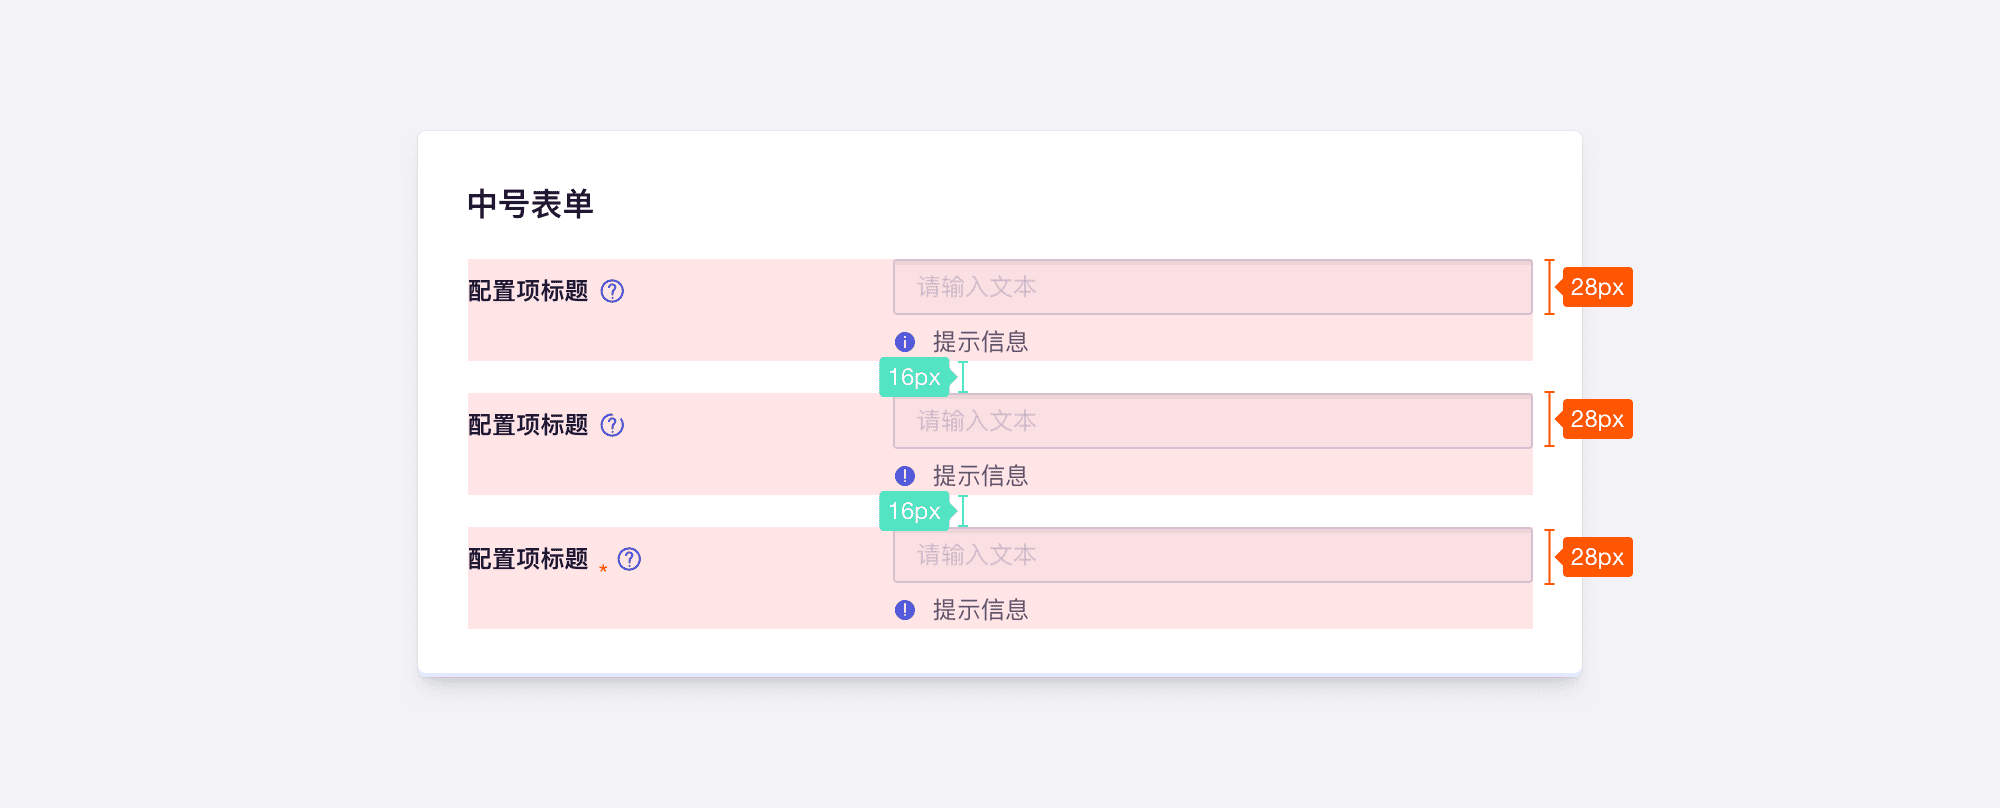 中号表单
配置项标题 ? 请输入文本 28px
提示信息
16px
配置项标题 ? 请输入文本 28px
提示信息
16px
配置项标题 * ? 请输入文本 28px
提示信息